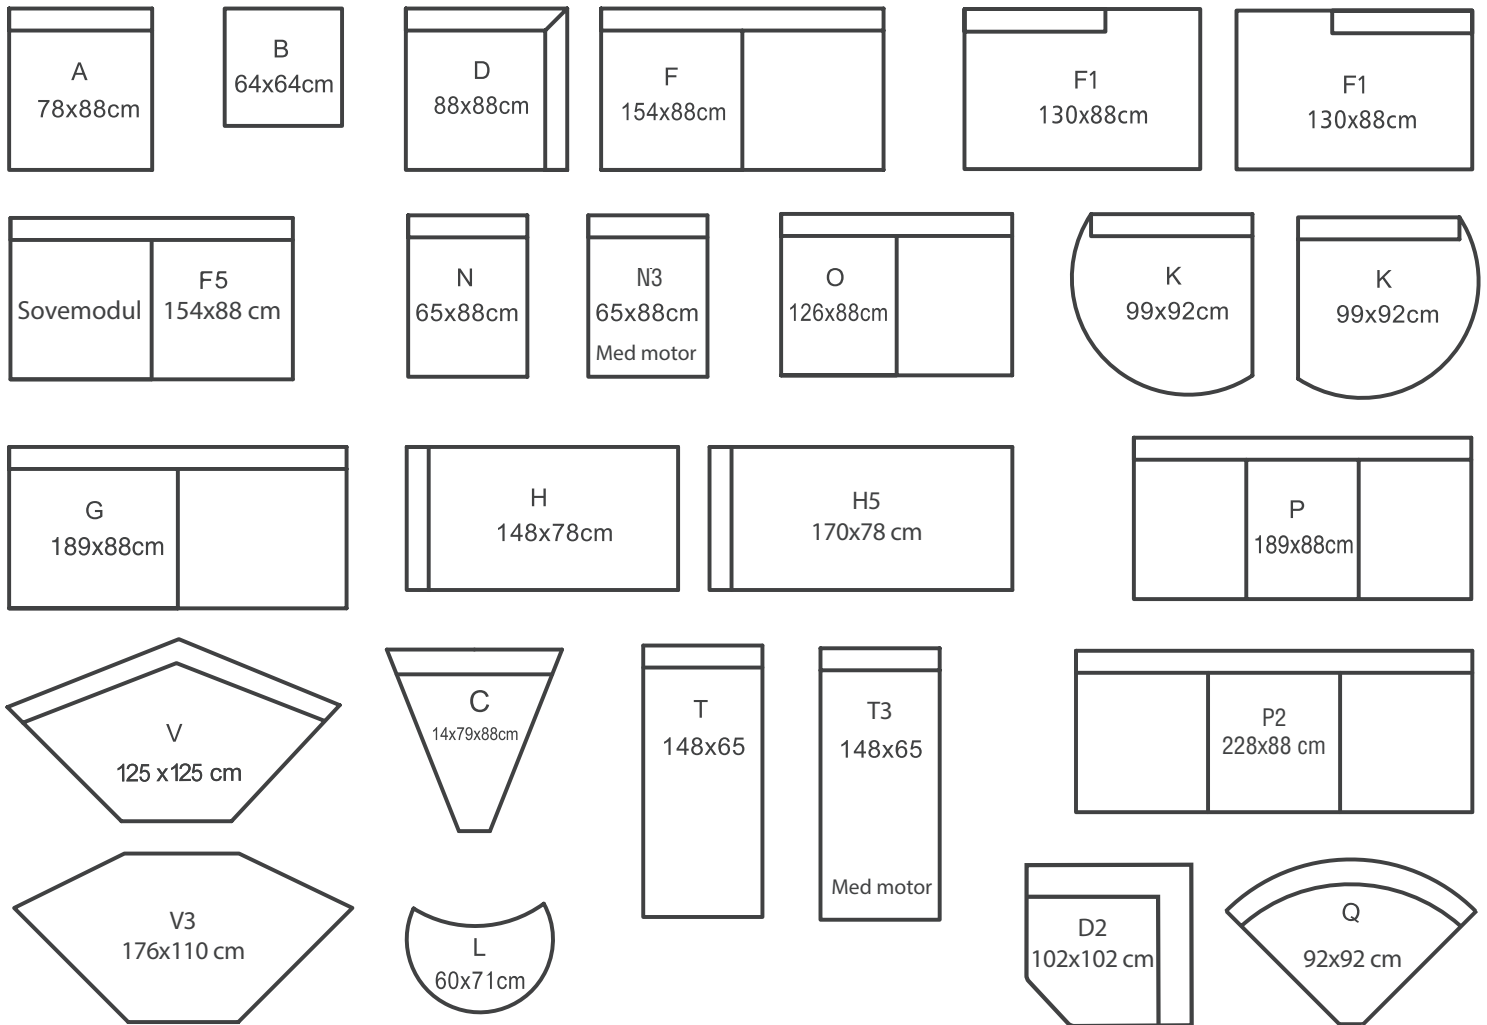 A
78x88cm
B
64x64cm
D
88x88cm
F
154x88cm
F1
130x88cm
F1
130x88cm
Sovemodul
F5
154x88 cm
N
65x88cm
N3
65x88cm
Med motor
O
126x88cm
K
99x92cm
K
99x92cm
G
189x88cm
H
148x78cm
H5
170x78 cm
P
189x88cm
V
125 x125 cm
C
14x79x88cm
T
148x65
T3
148x65
Med motor
P2
228x88 cm
V3
176x110 cm
L
60x71cm
D2
102x102 cm
Q
92x92 cm